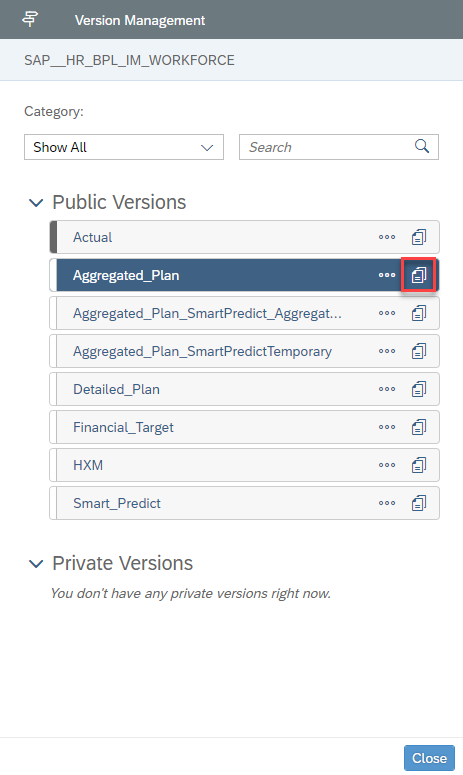 Version Management
SAP__HR_BPL_IM_WORKFORCE
Category:
Show All
Search
Public Versions
Actual
Aggregated_Plan
Aggregated_Plan_SmartPredict_Aggregat...
Aggregated_Plan_SmartPredictTemporary
Detailed_Plan
Financial_Target
HXM
Smart_Predict
Private Versions
You don't have any private versions right now.
Close